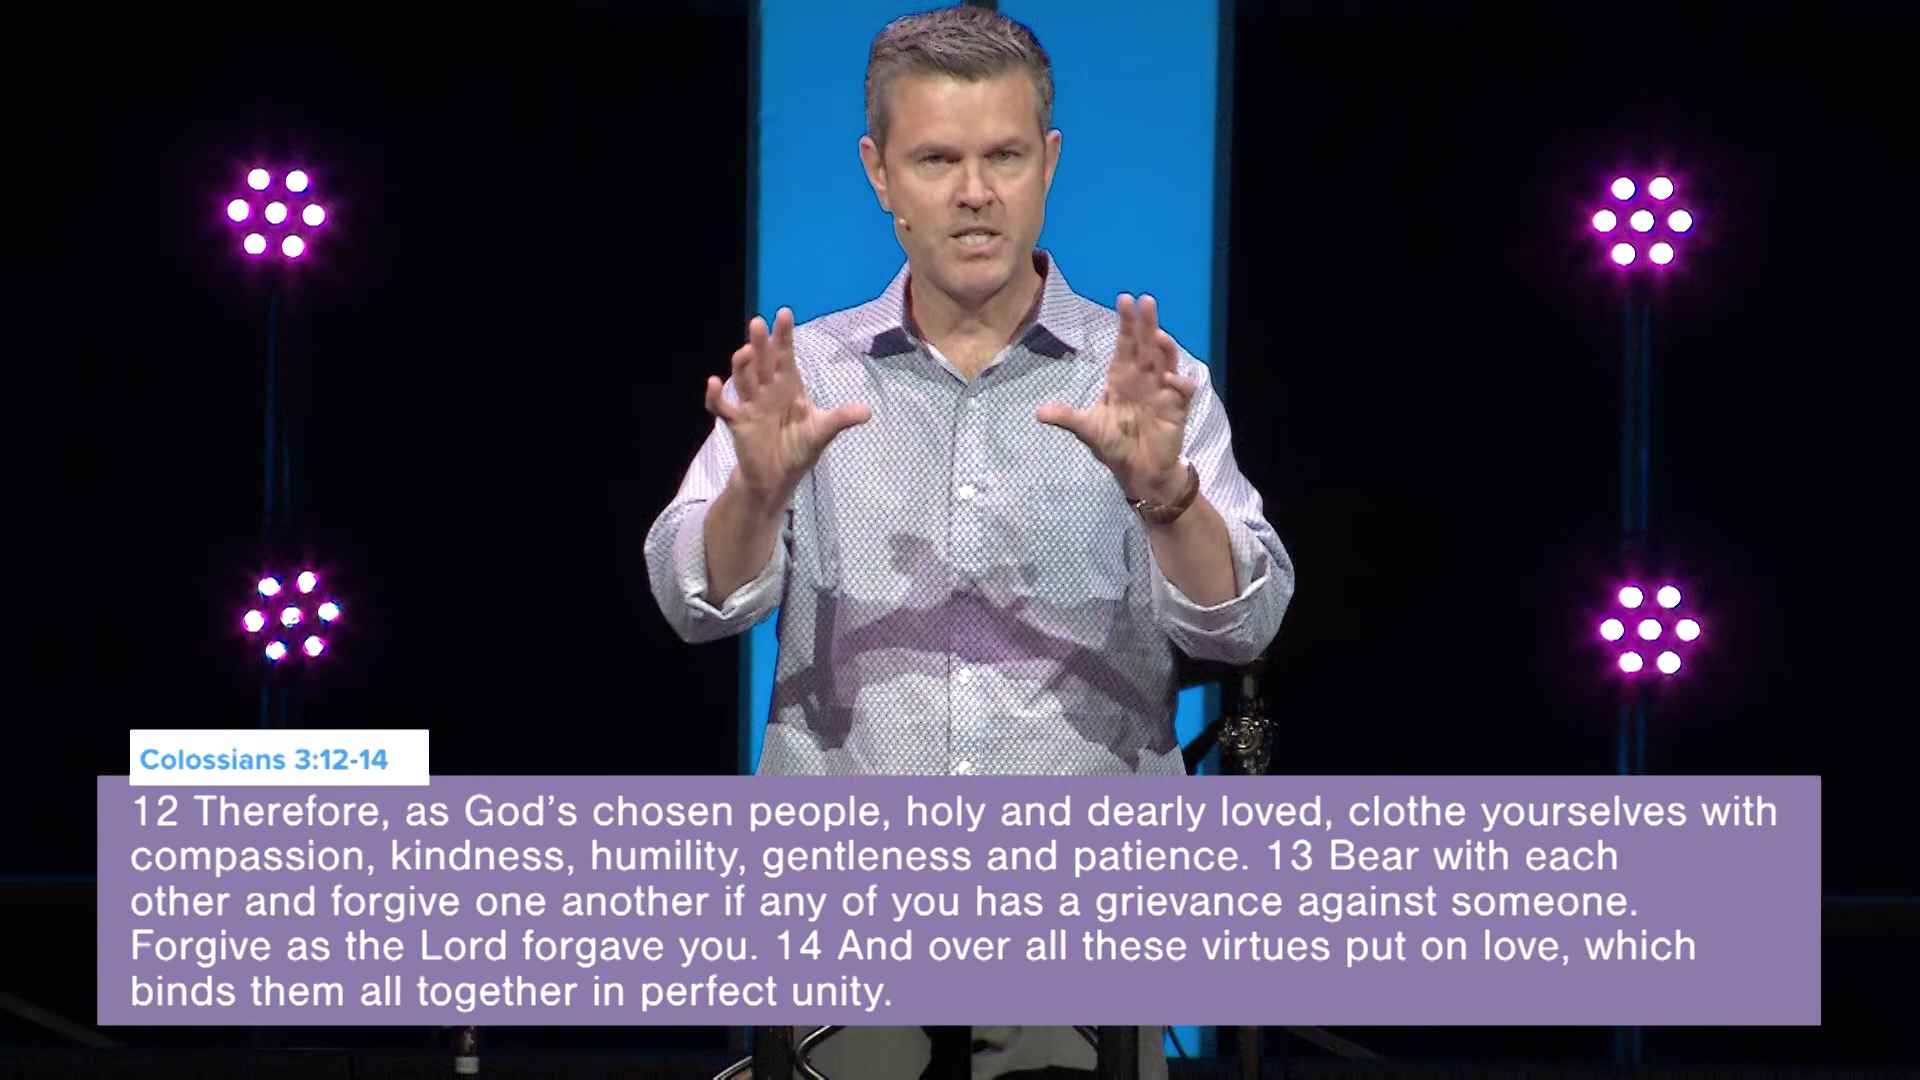 Colossians 3:12-14
12 Therefore, as God’s chosen people, holy and dearly loved, clothe yourselves with
compassion, kindness, humility, gentleness and patience. 13 Bear with each
other and forgive one another if any of you has a grievance against someone.
Forgive as the Lord forgave you. 14 And over all these virtues put on love, which
binds them all together in perfect unity.